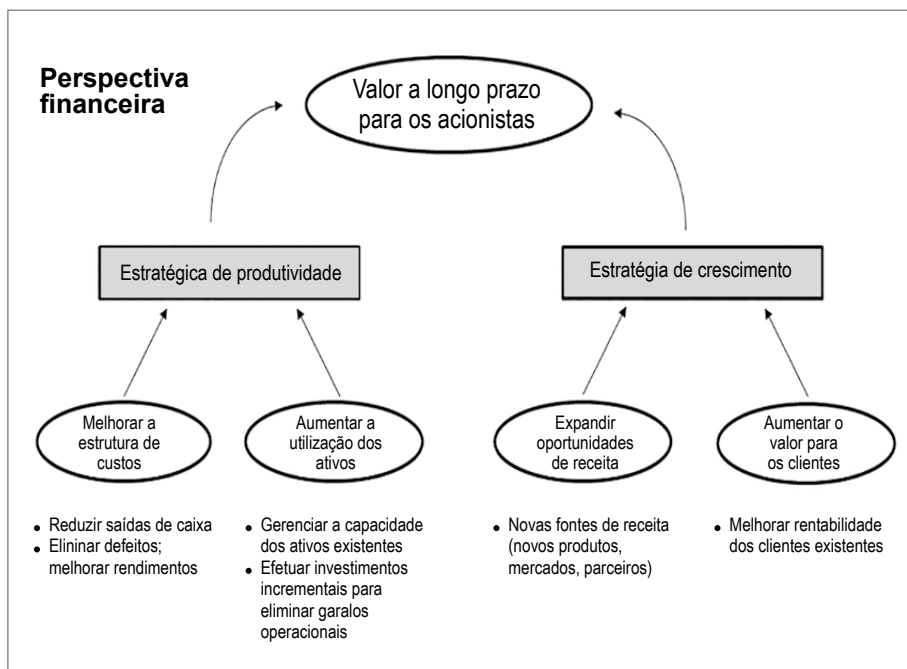 Perspectiva
financeira
Valor a longo prazo
para os acionistas
Estratégica de produtividade
Estratégia de crescimento
Melhorar a
estrutura de
custos
Aumentar a
utilização dos
ativos
Expandir
oportunidades
de receita
Aumentar o
valor para
os clientes
• Reduzir saídas de caixa
• Elininar defeitos;
melhorar rendimentos
• Gerenciar a capacidade
dos ativos existentes
• Efetuar investimentos
incrementais para
eliminar garalos
operacionais
• Novas fontes de receita
(novos produtos,
mercados, parceiros)
• Melhorar rentabilidade
dos clientes existentes